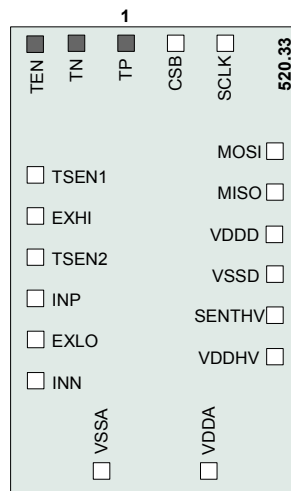 1
TEN
TN
TP
CSB
SCLK
520.33
MOSI
TSEN1
MISO
EXHI
VDDD
TSEN2
VSSD
INP
SENTHV
EXLO
VDDHV
INN
VSSA
VDDA